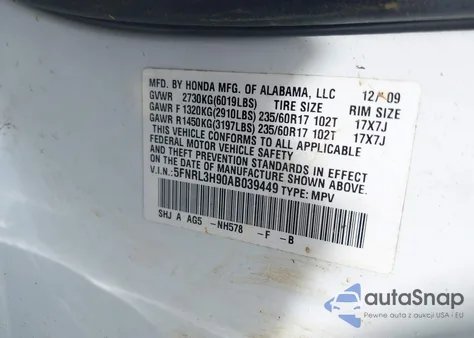 MFD. BY HONDA MFG. OF ALABAMA, LLC 12/09
GVWR 2730KG(6019LBS) TIRE SIZE RIM SIZE
GAWR F 1320KG(2910LBS) 235/60R17 102T 17X7J
GAWR R 1450KG(3197LBS) 235/60R17 102T 17X7J
THIS VEHICLE CONFORMS TO ALL APPLICABLE
FEDERAL MOTOR VEHICLE SAFETY AND
THEFT PREVENTION STANDARDS IN EFFECT
ON THE DATE OF MANUFACTURE SHOWN ABOVE.
V.I.N.:5FNRL3H90AB039449 TYPE: MPV
SHJ A AG5 -NH578 -F -B
autoSnap
Pewne auta z aukcji USA i EU